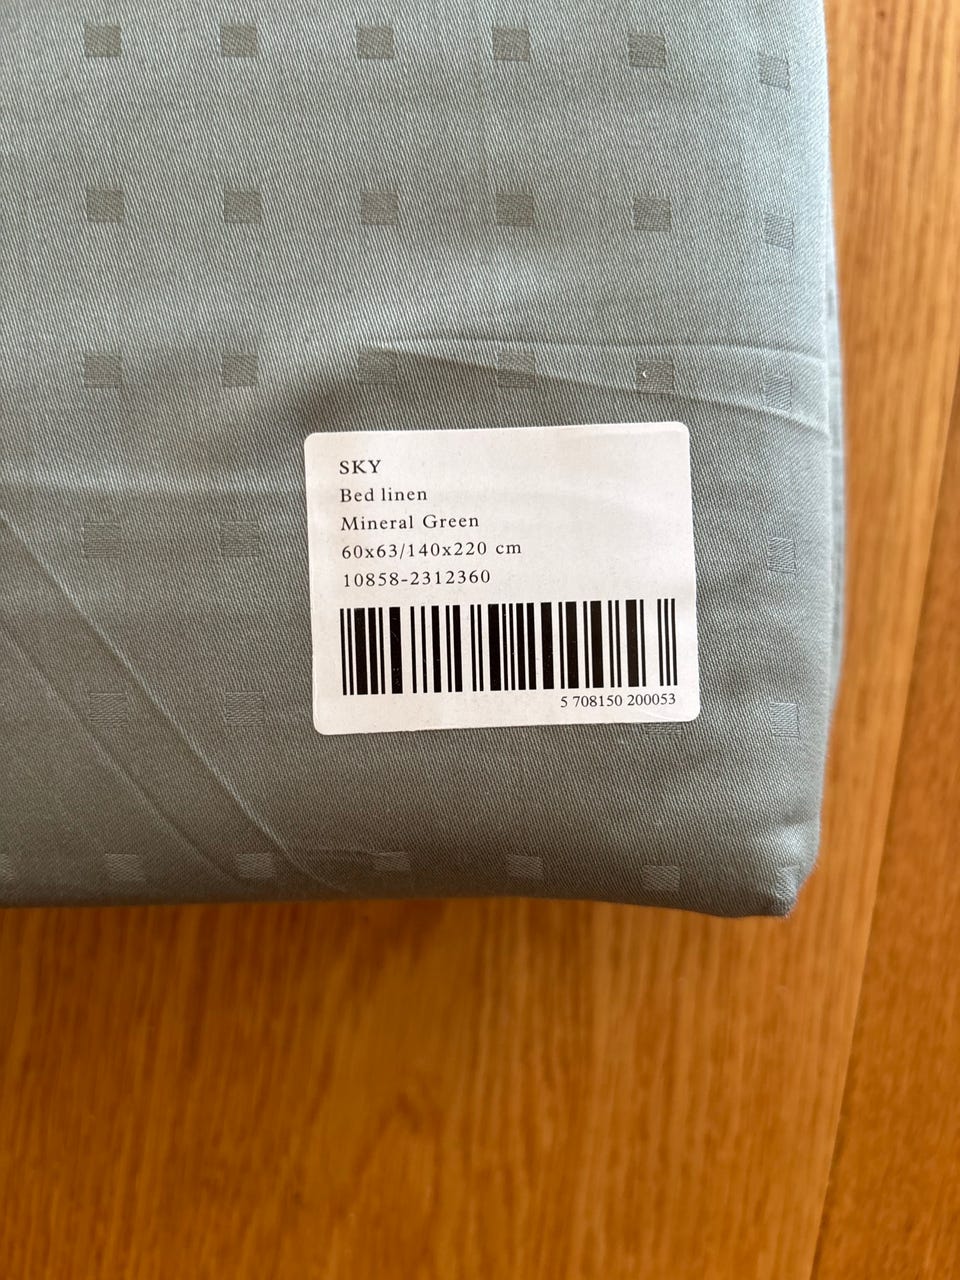 SKY
Bed linen
Mineral Green
60x63/140x220 cm
10858-2312360
5 708150 200053